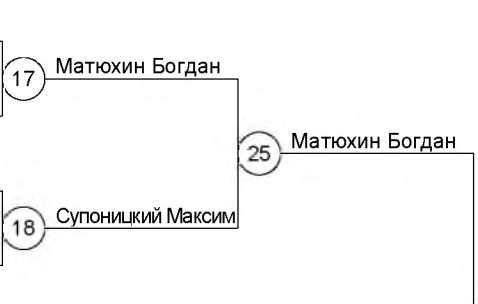 17 Матюхин Богдан
25 Матюхин Богдан
18 Супоницкий Максим